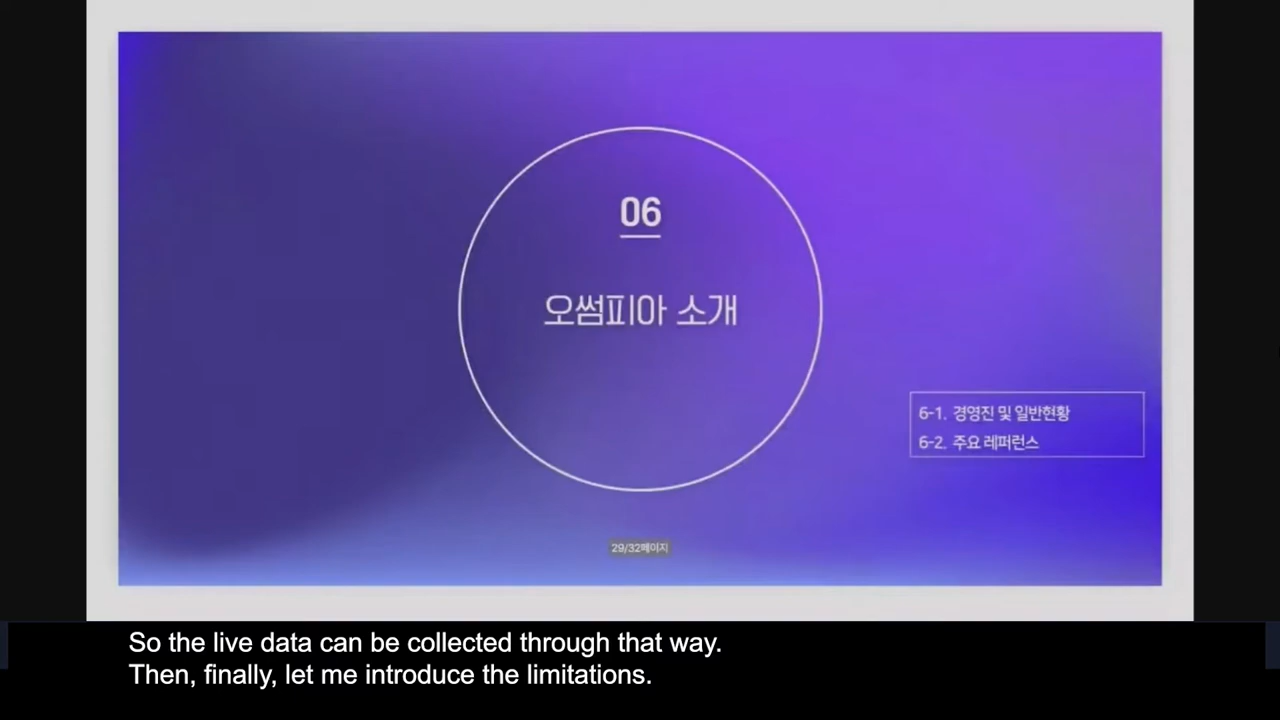 06
오썸피아 소개
6-1. 경영진 및 일반현황
6-2. 주요 레퍼런스
29/32페이지
So the live data can be collected through that way.
Then, finally, let me introduce the limitations.